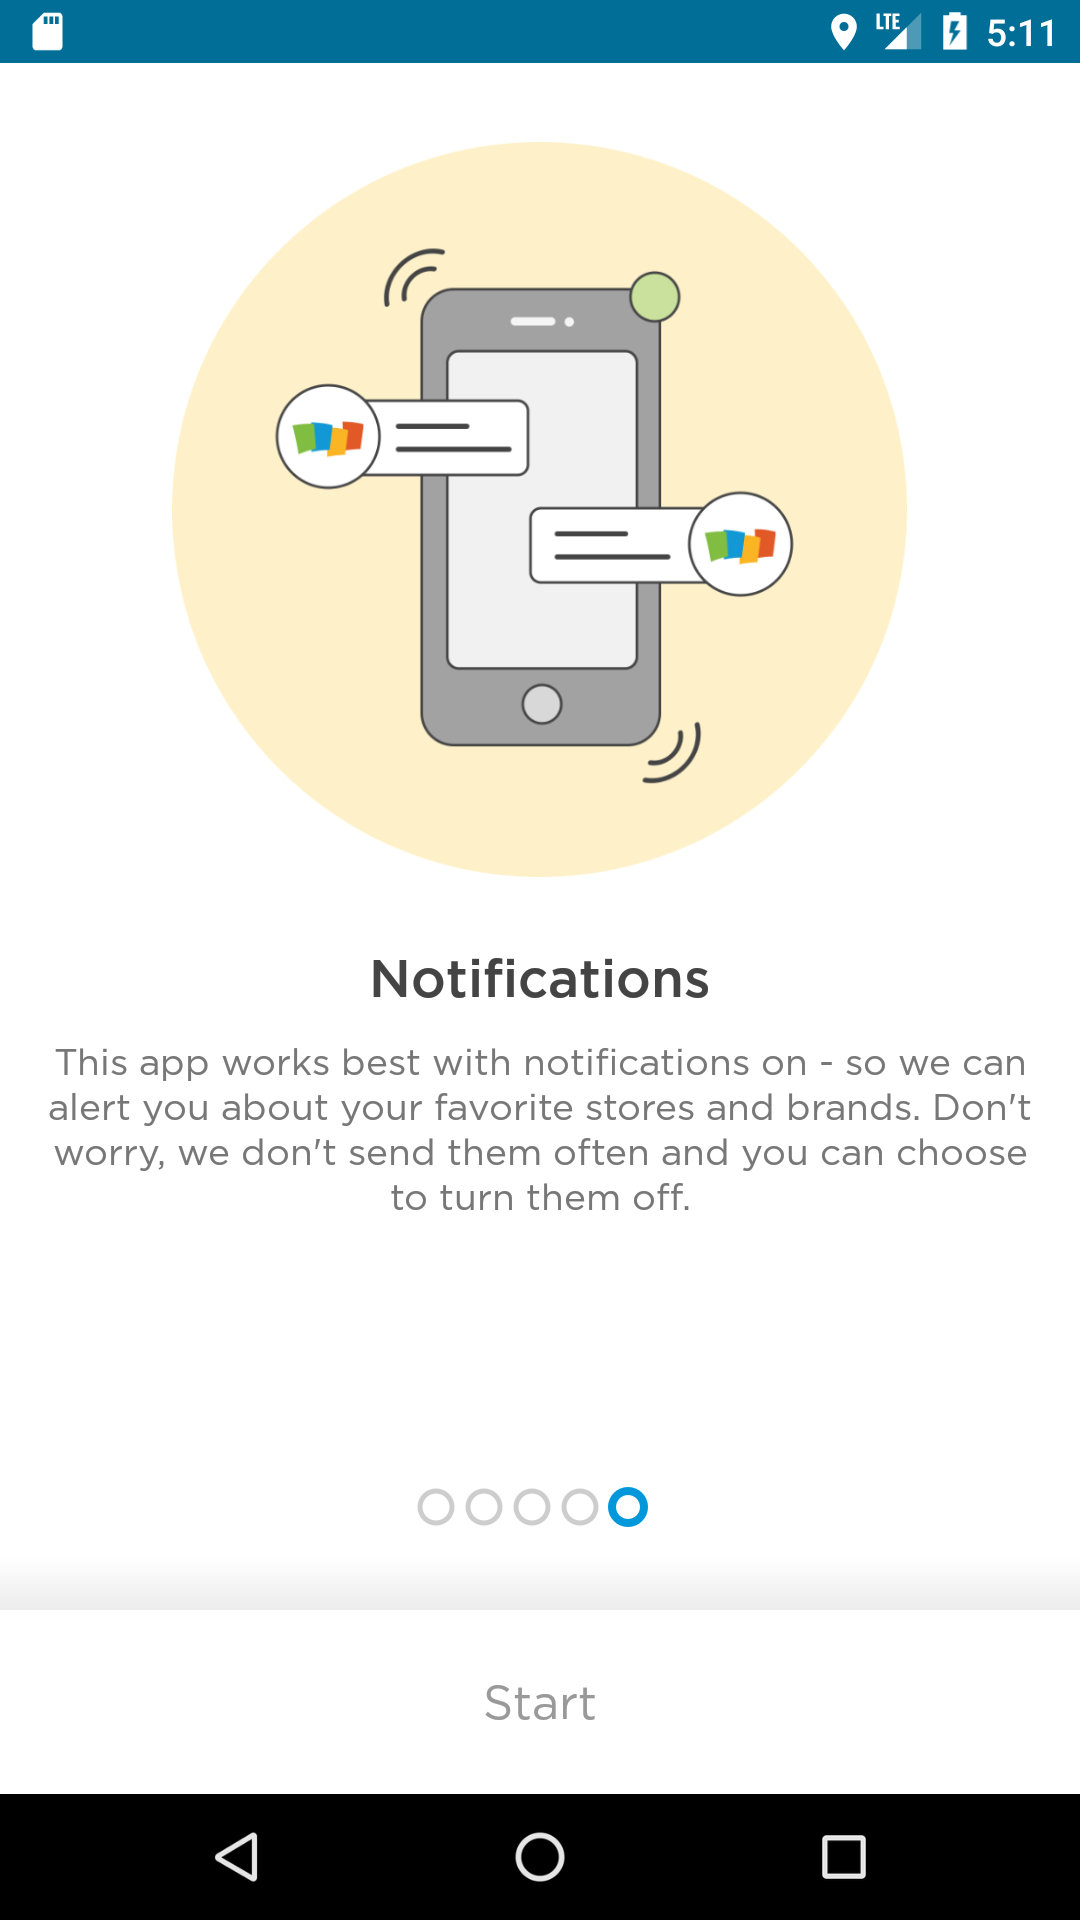 LTE 5:11
Notifications
This app works best with notifications on - so we can
alert you about your favorite stores and brands. Don't
worry, we don't send them often and you can choose
to turn them off.
Start